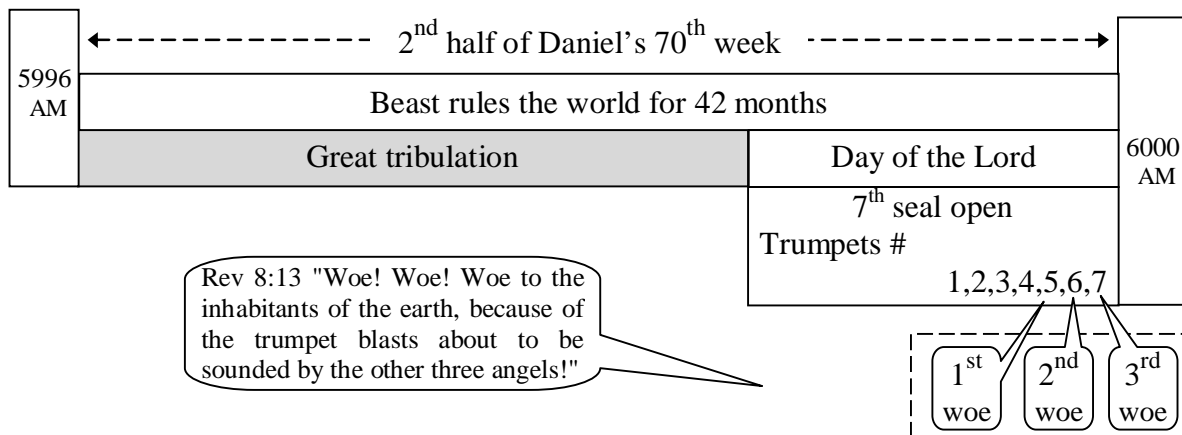 2nd half of Daniel's 70th week
5996
AM
Beast rules the world for 42 months
Great tribulation
Day of the Lord
6000
AM
7th seal open
Trumpets #
1,2,3,4,5,6,7
Rev 8:13 "Woe! Woe! Woe to the
inhabitants of the earth, because of
the trumpet blasts about to be
sounded by the other three angels!"
1st
woe
2nd
woe
3rd
woe